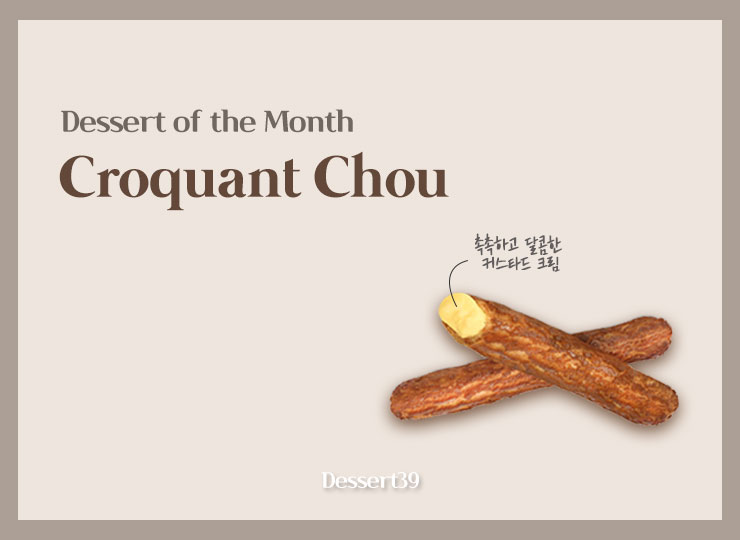 Dessert of the Month
Croquant Chou
촉촉하고 달콤한
커스타드 크림
Dessert39